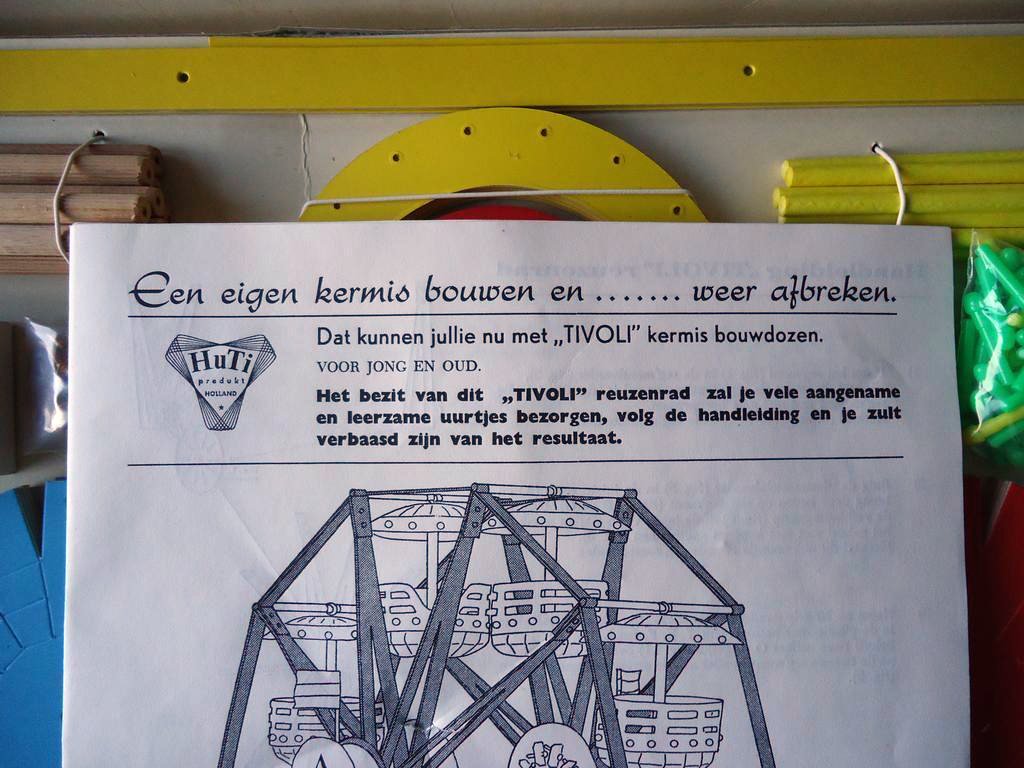 Een eigen kermis bouwen en ....... weer afbreken.
HuTi
produkt
HOLLAND
Dat kunnen jullie nu met „TIVOLI” kermis bouwdozen.
VOOR JONG EN OUD.
Het bezit van dit „TIVOLI” reuzenrad zal je vele aangename
en leerzame uurtjes bezorgen, volg de handleiding en je zult
verbaasd zijn van het resultaat.
A